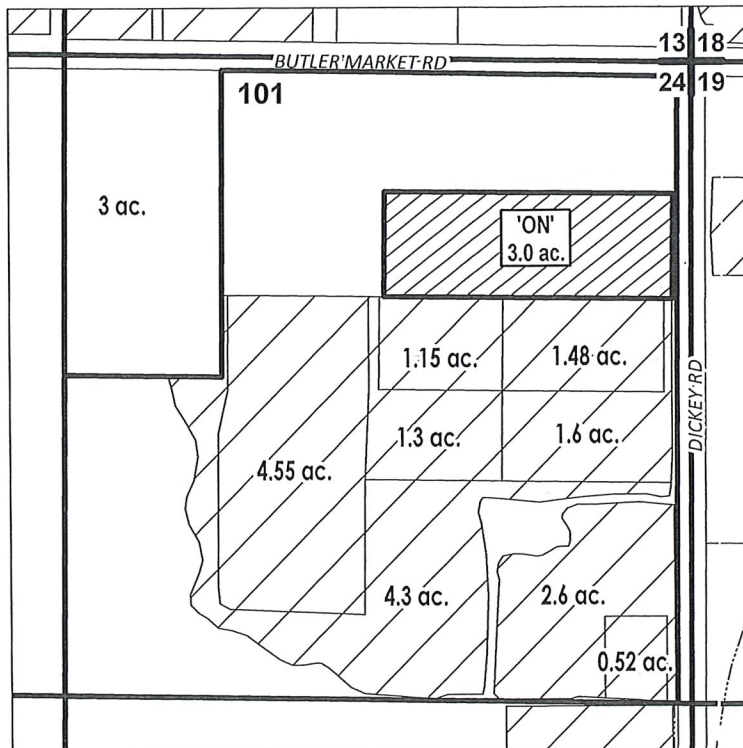 13 18
BUTLER MARKET RD
24 19
101
3 ac.
'ON'
3.0 ac.
1.15 ac.
1.48 ac.
DICKEY RD
1.3 ac.
1.6 ac.
4.55 ac.
4.3 ac.
2.6 ac.
0.52 ac.